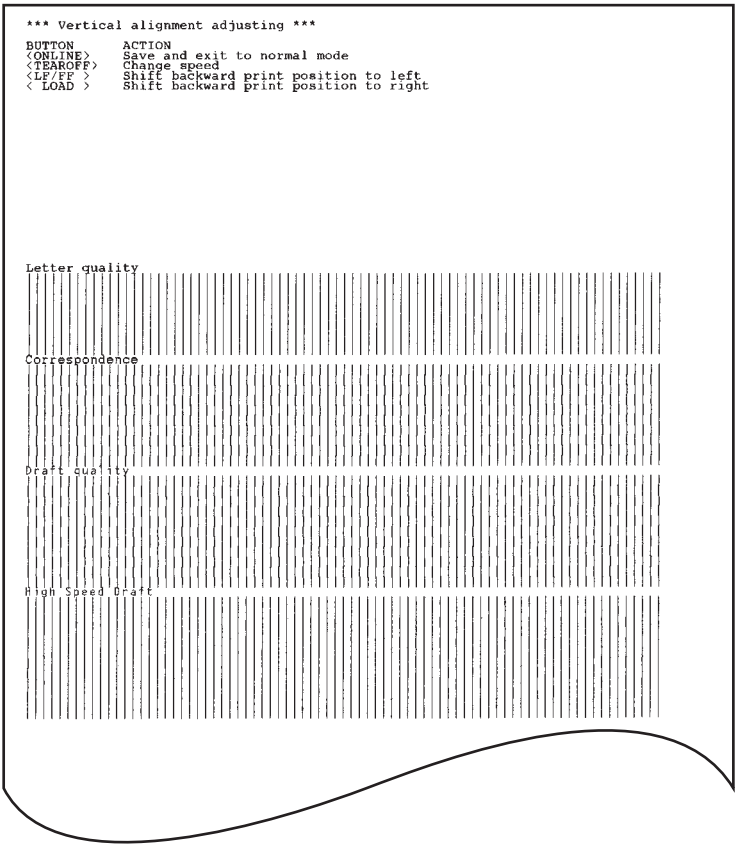 *** Vertical alignment adjusting ***
BUTTON ACTION
<ONLINE> Save and exit to normal mode
<TEAROFF> Change speed
<LF/FF > Shift backward print position to left
< LOAD > Shift backward print position to right
Letter quality
Correspondence
Draft quality
High Speed Draft